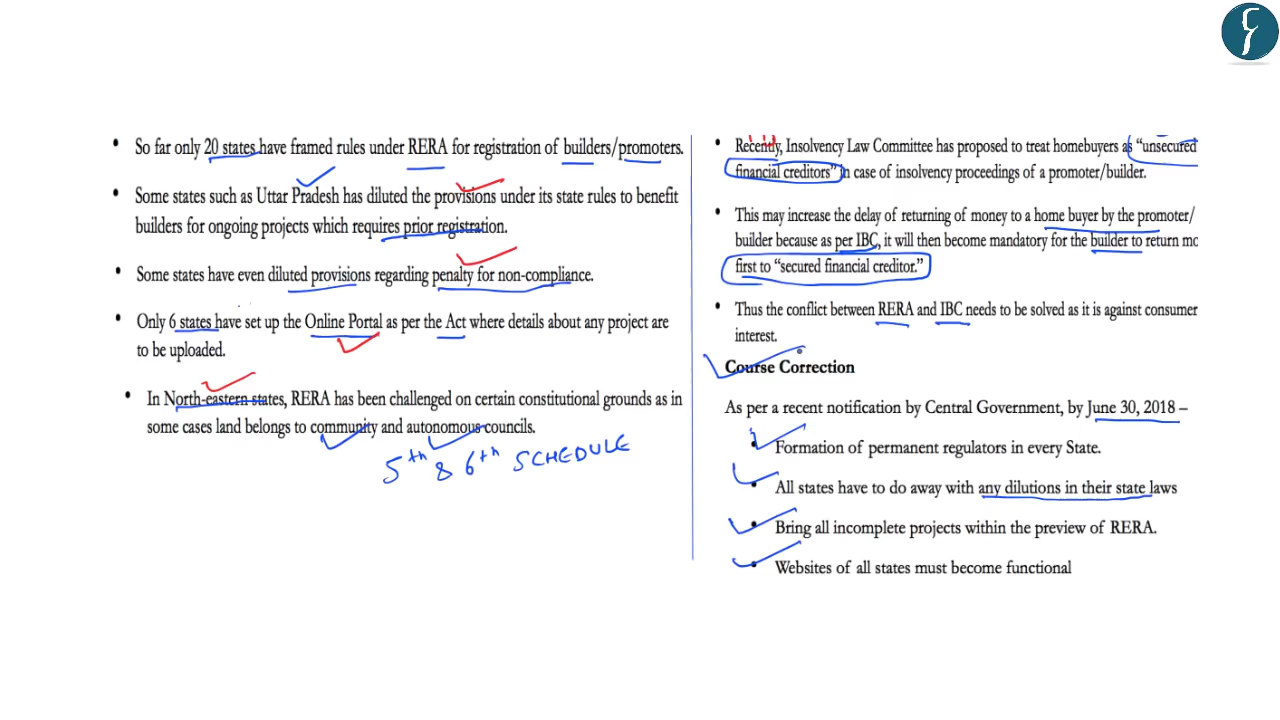 • So far only 20 states have framed rules under RERA for registration of builders/promoters.
• Some states such as Uttar Pradesh has diluted the provisions under its state rules to benefit
builders for ongoing projects which requires prior registration.
• Some states have even diluted provisions regarding penalty for non-compliance.
• Only 6 states have set up the Online Portal as per the Act where details about any project are
to be uploaded.
• In North-eastern states, RERA has been challenged on certain constitutional grounds as in
some cases land belongs to community and autonomous councils.
5th & 6th SCHEDULE
• Recently, Insolvency Law Committee has proposed to treat homebuyers as “unsecured
financial creditors” in case of insolvency proceedings of a promoter/builder.
• This may increase the delay of returning of money to a home buyer by the promoter/
builder because as per IBC, it will then become mandatory for the builder to return mo
first to “secured financial creditor.”
• Thus the conflict between RERA and IBC needs to be solved as it is against consumer
interest.
Course Correction
As per a recent notification by Central Government, by June 30, 2018 –
• Formation of permanent regulators in every State.
• All states have to do away with any dilutions in their state laws
• Bring all incomplete projects within the preview of RERA.
• Websites of all states must become functional